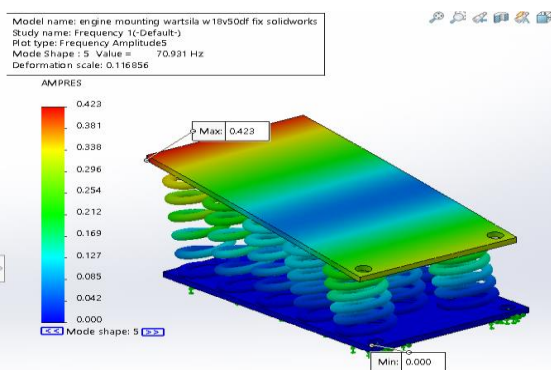 Model name: engine mounting wartsila w 18v50df fix solidworks
Study name: Frequency 1(-Default-)
Plot type: Frequency Amplitude5
Mode Shape : 5 Value = 70.931 Hz
Deformation scale: 0.116856
AMPRES
0.423
0.381
0.338
0.296
0.254
0.212
0.169
0.127
0.085
0.042
0.000
<< Mode shape: 5 >>
Max: 0.423
Min: 0.000